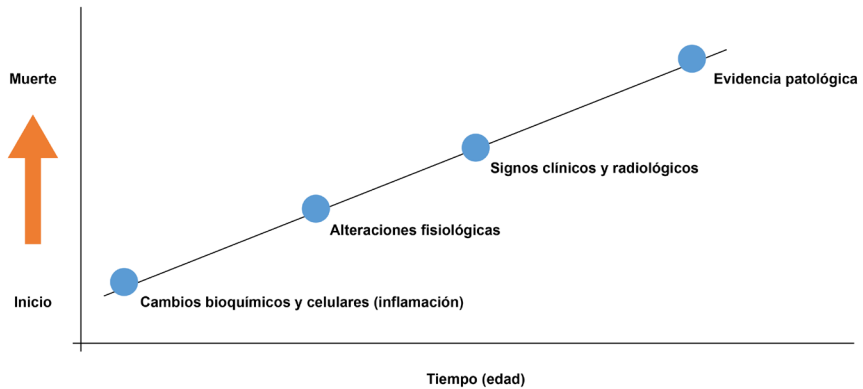 Muerte
Evidencia patológica
Signos clínicos y radiológicos
Alteraciones fisiológicas
Inicio
Cambios bioquímicos y celulares (inflamación)
Tiempo (edad)